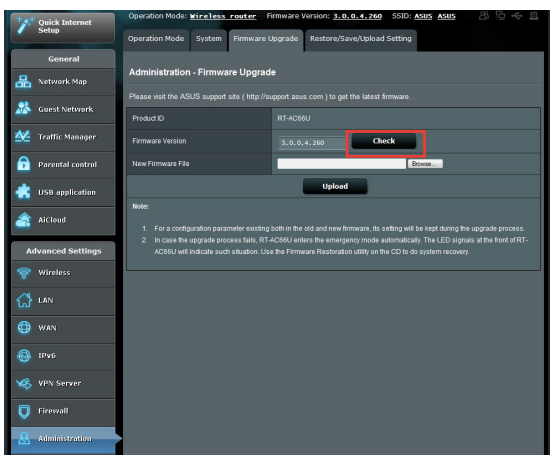 Quick Internet
Setup
Operation Mode: Wireless router Firmware Version: 3.0.0.4.260 SSID: ASUS ASUS
Operation Mode System Firmware Upgrade Restore/Save/Upload Setting
General
Network Map
Guest Network
Traffic Manager
Parental control
USB application
AiCloud
Advanced Settings
Wireless
LAN
WAN
IPv6
VPN Server
Firewall
Administration
Administration - Firmware Upgrade
Please visit the ASUS support site ( http://support.asus.com ) to get the latest firmware.
Product ID RT-AC66U
Firmware Version 3.0.0.4.260 Check
New Firmware File Browse...
Upload
Note:
1. For a configuration parameter existing both in the old and new firmware, its setting will be kept during the upgrade process.
2. In case the upgrade process fails, RT-AC66U enters the emergency mode automatically. The LED signals at the front of RT-
AC66U will indicate such situation. Use the Firmware Restoration utility on the CD to do system recovery.